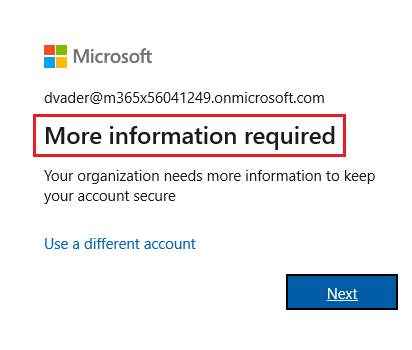 Microsoft
dvader@m365x56041249.onmicrosoft.com
More information required
Your organization needs more information to keep
your account secure
Use a different account
Next